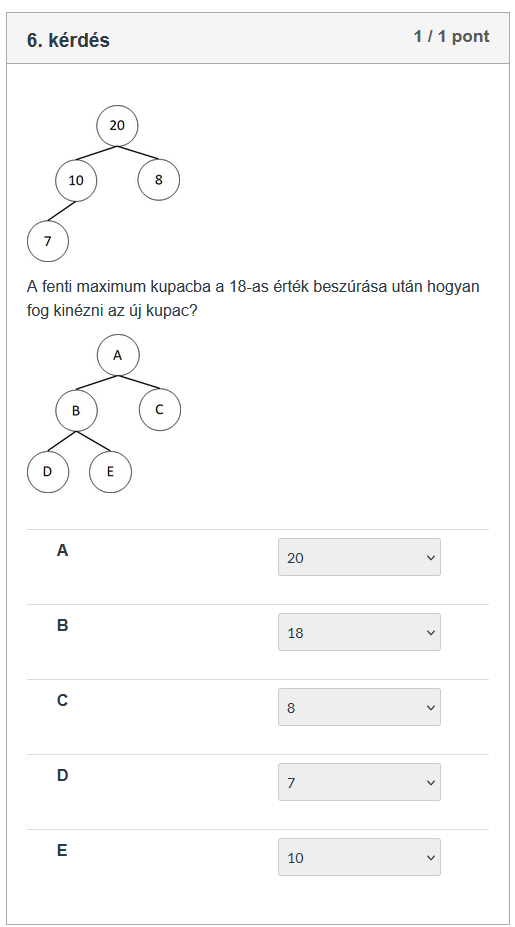 6. kérdés 1 / 1 pont
20
10 8
7
A fenti maximum kupacba a 18-as érték beszúrása után hogyan
fog kinézni az új kupac?
A
B C
D E
A 20
B 18
C 8
D 7
E 10